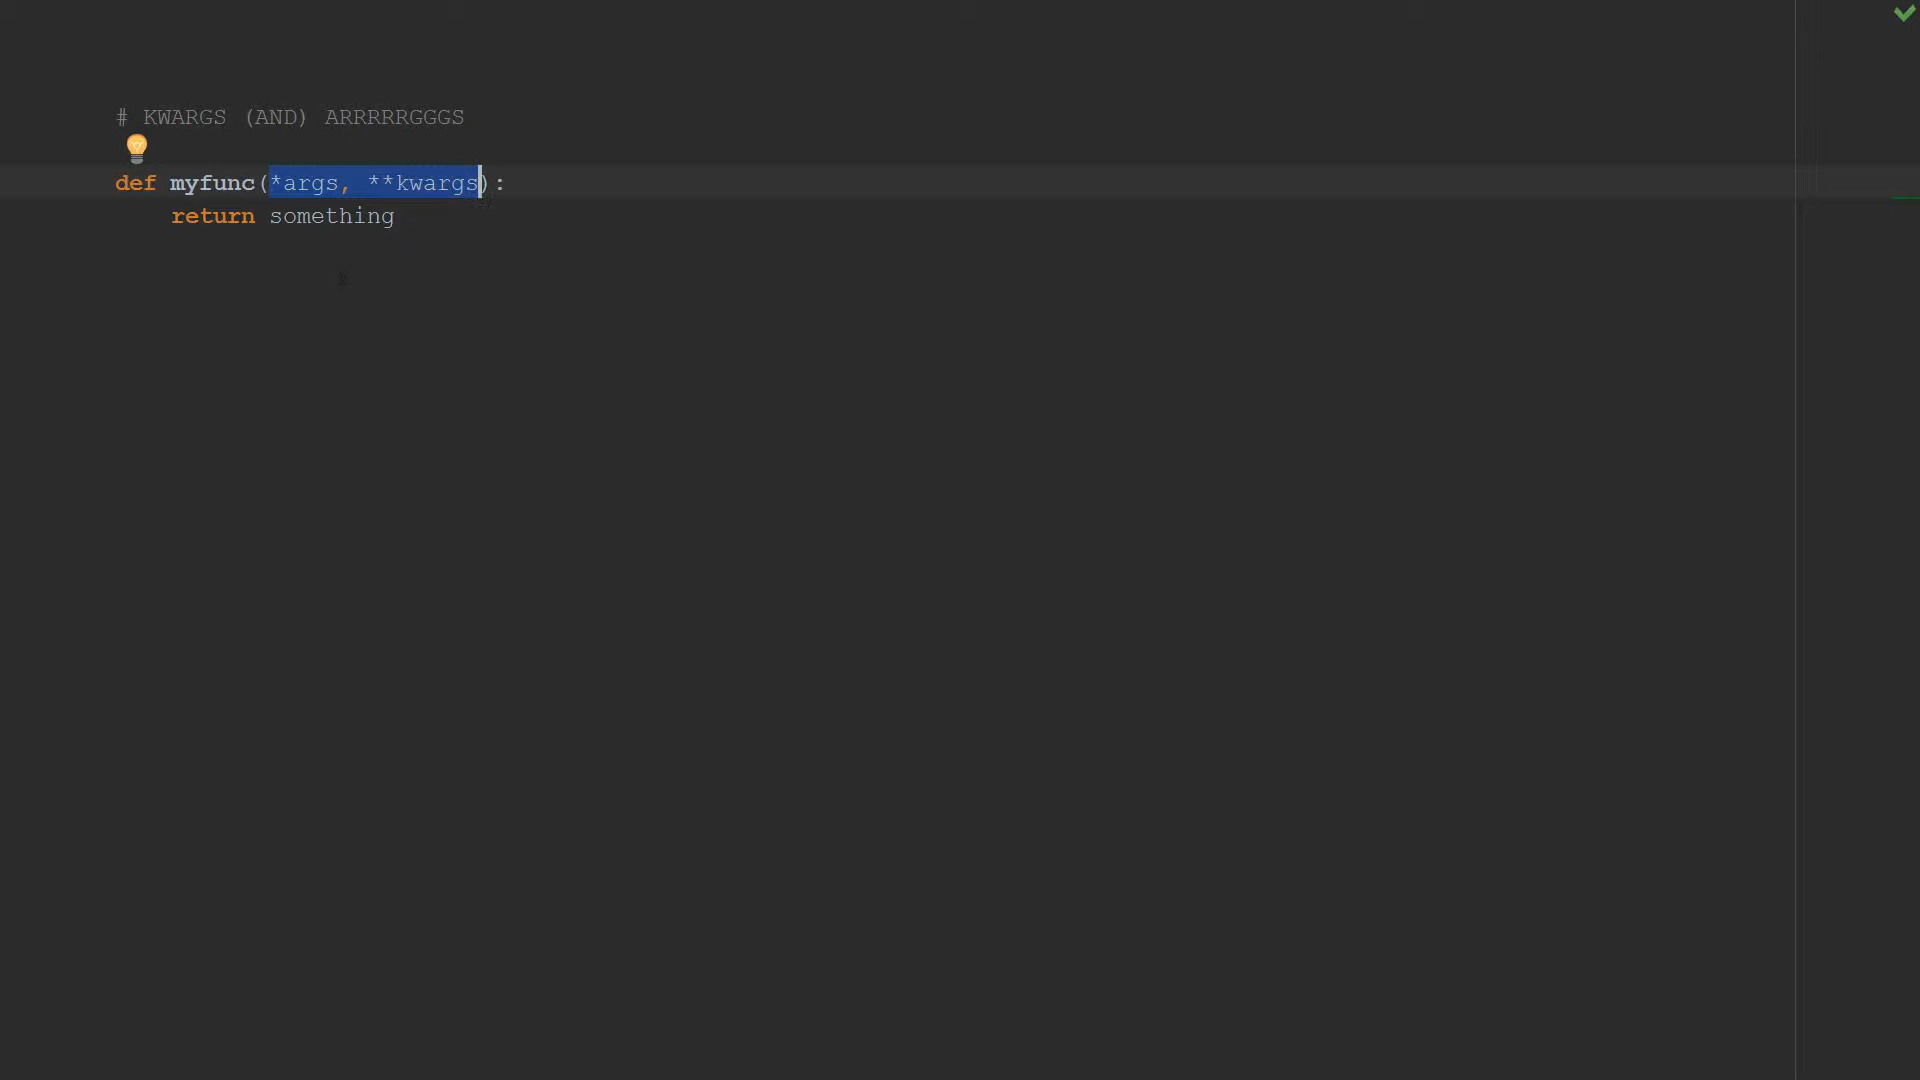 # KWARGS (AND) ARRRRRGGGS
def myfunc(*args, **kwargs):
    return something